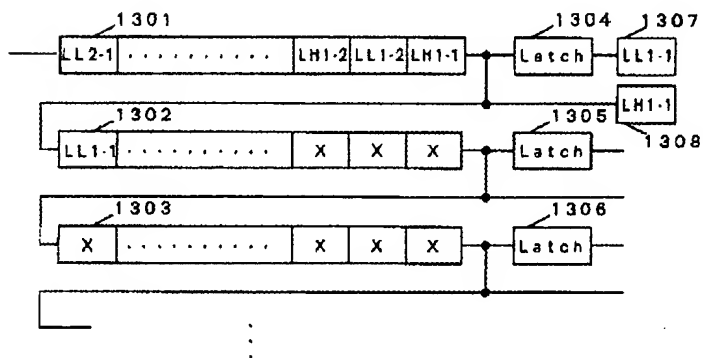 1301 1304 1307
LL2-1 .......... LH1-2 LL1-2 LH1-1 Latch LL1-1
LH1-1
1302 1305 1308
LL1-1 .......... X X X Latch
1303 1306
X .......... X X X Latch